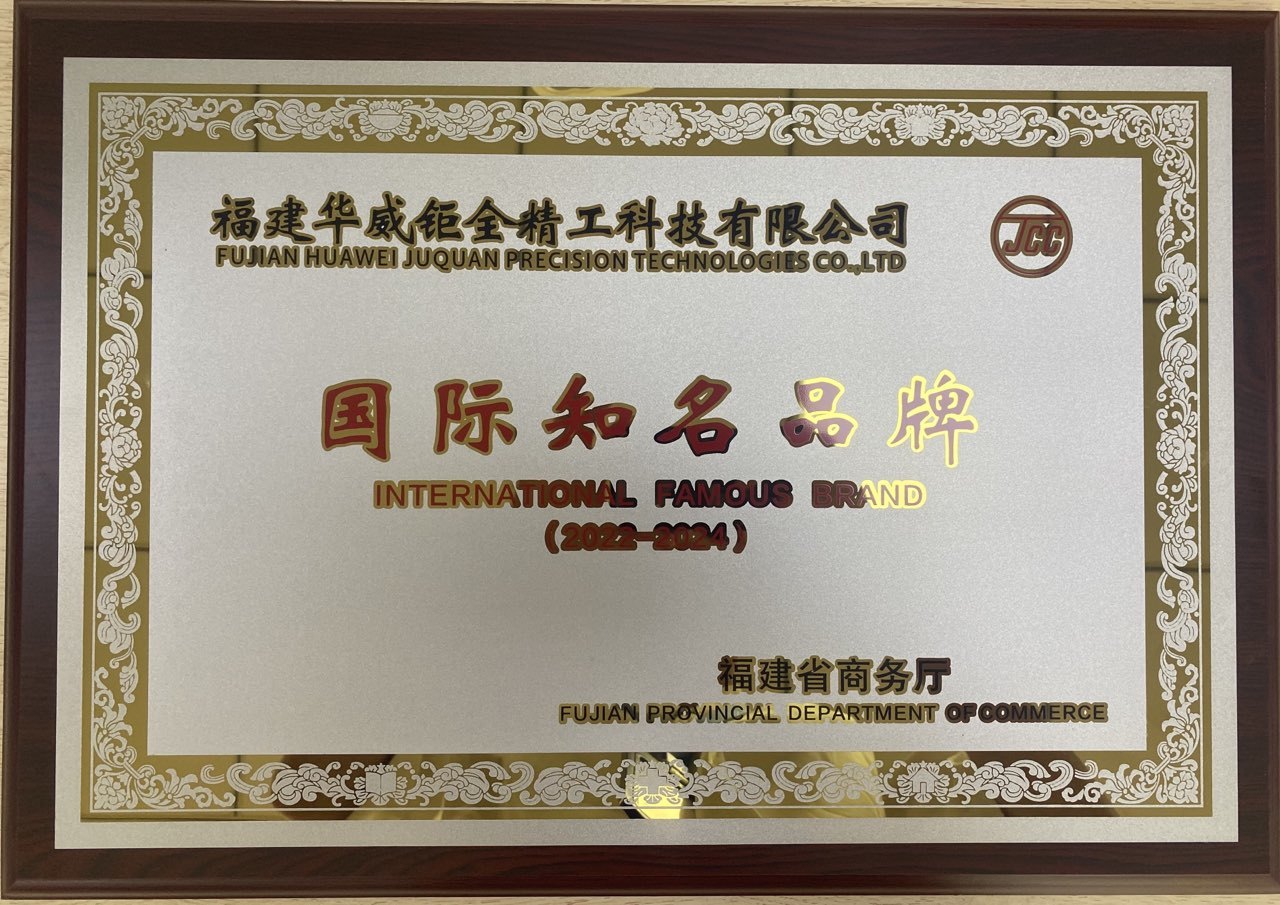 福建华威钜全精工科技有限公司
FUJIAN HUAWEI JUQUAN PRECISION TECHNOLOGIES CO.,LTD
JCC
国际知名品牌
INTERNATIONAL FAMOUS BRAND
（2022-2024）
福建省商务厅
FUJIAN PROVINCIAL DEPARTMENT OF COMMERCE